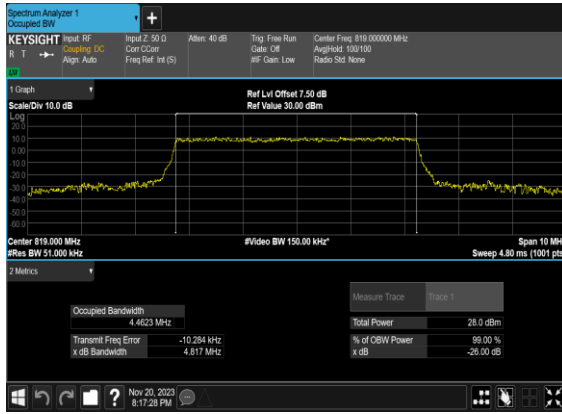 Spectrum Analyzer 1
Occupied BW
+
KEYSIGHT
R T
LXI
Input: RF
Coupling: DC
Align: Auto
Input Z: 50 Ω
Corr CCorr
Freq Ref: Int (S)
Atten: 40 dB
Trig: Free Run
Gate: Off
#IF Gain: Low
Center Freq: 819.000000 MHz
Avg|Hold: 100/100
Radio Std: None
1 Graph
Scale/Div 10.0 dB
Ref Lvl Offset 7.50 dB
Ref Value 30.00 dBm
Log
20.0
10.0
0.00
-10.0
-20.0
-30.0
-40.0
-50.0
-60.0
Center 819.000 MHz
#Res BW 51.000 kHz
#Video BW 150.00 kHz*
Span 10 MH
Sweep 4.80 ms (1001 pts
2 Metrics
Occupied Bandwidth
4.4623 MHz
Transmit Freq Error -10.284 kHz
x dB Bandwidth 4.817 MHz
Measure Trace Trace 1
Total Power 28.0 dBm
% of OBW Power 99.00 %
x dB -26.00 dB
?
Nov 20, 2023
8:17:28 PM